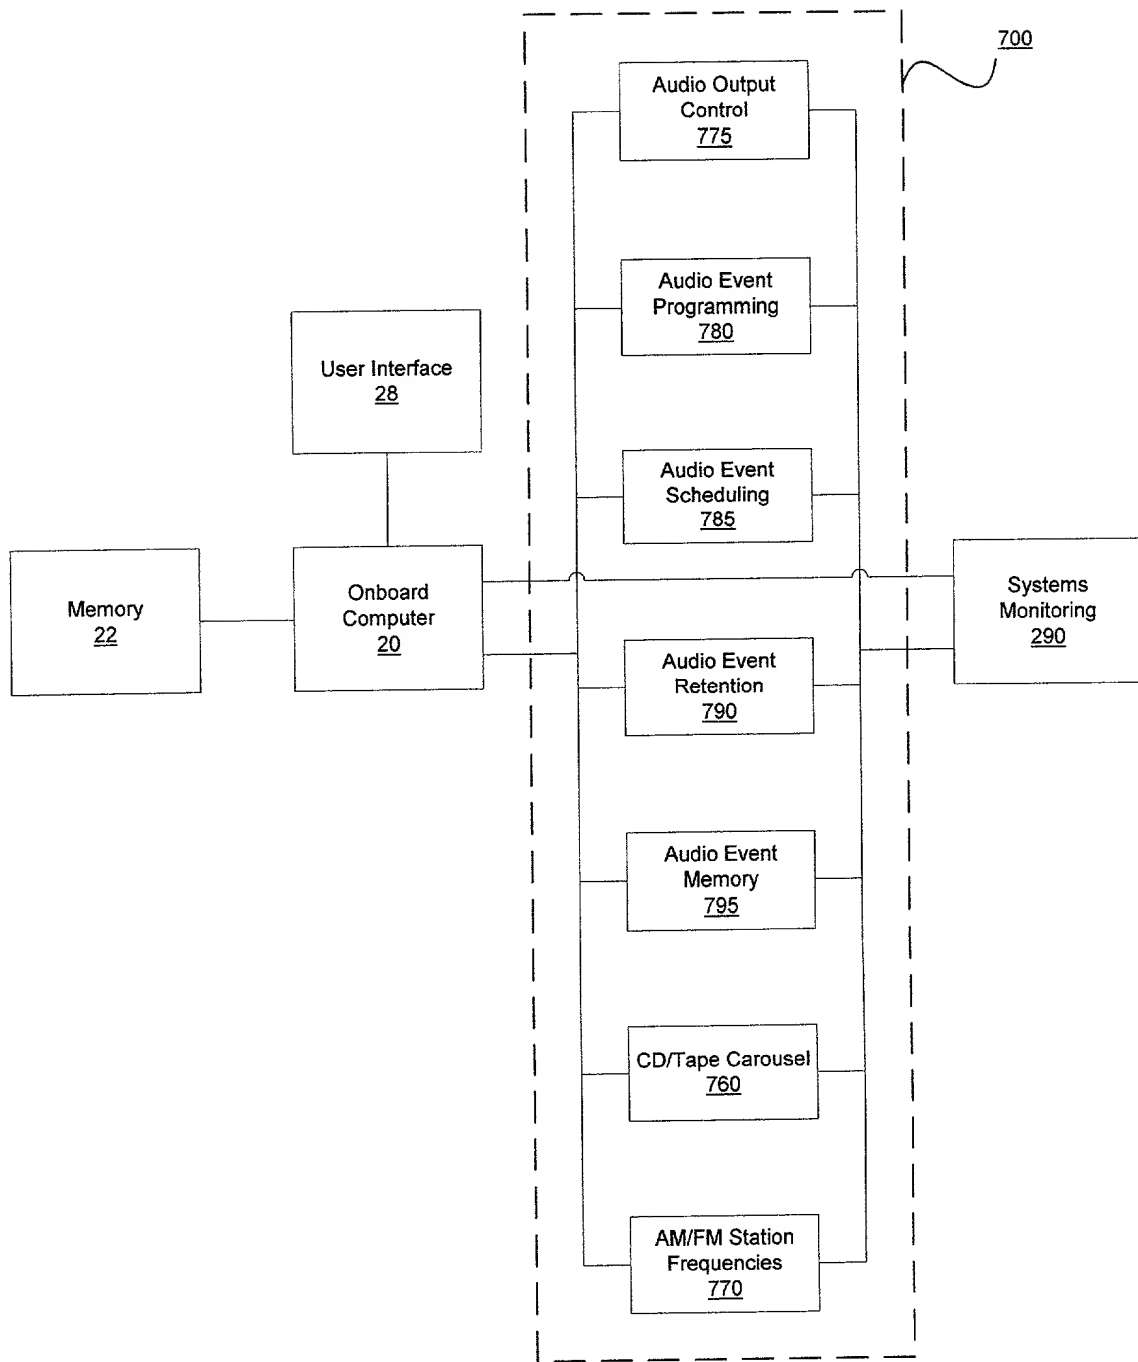 700
Audio Output
Control
775
Audio Event
Programming
780
User Interface
28
Audio Event
Scheduling
785
Memory
22
Onboard
Computer
20
Systems
Monitoring
290
Audio Event
Retention
790
Audio Event
Memory
795
CD/Tape Carousel
760
AM/FM Station
Frequencies
770